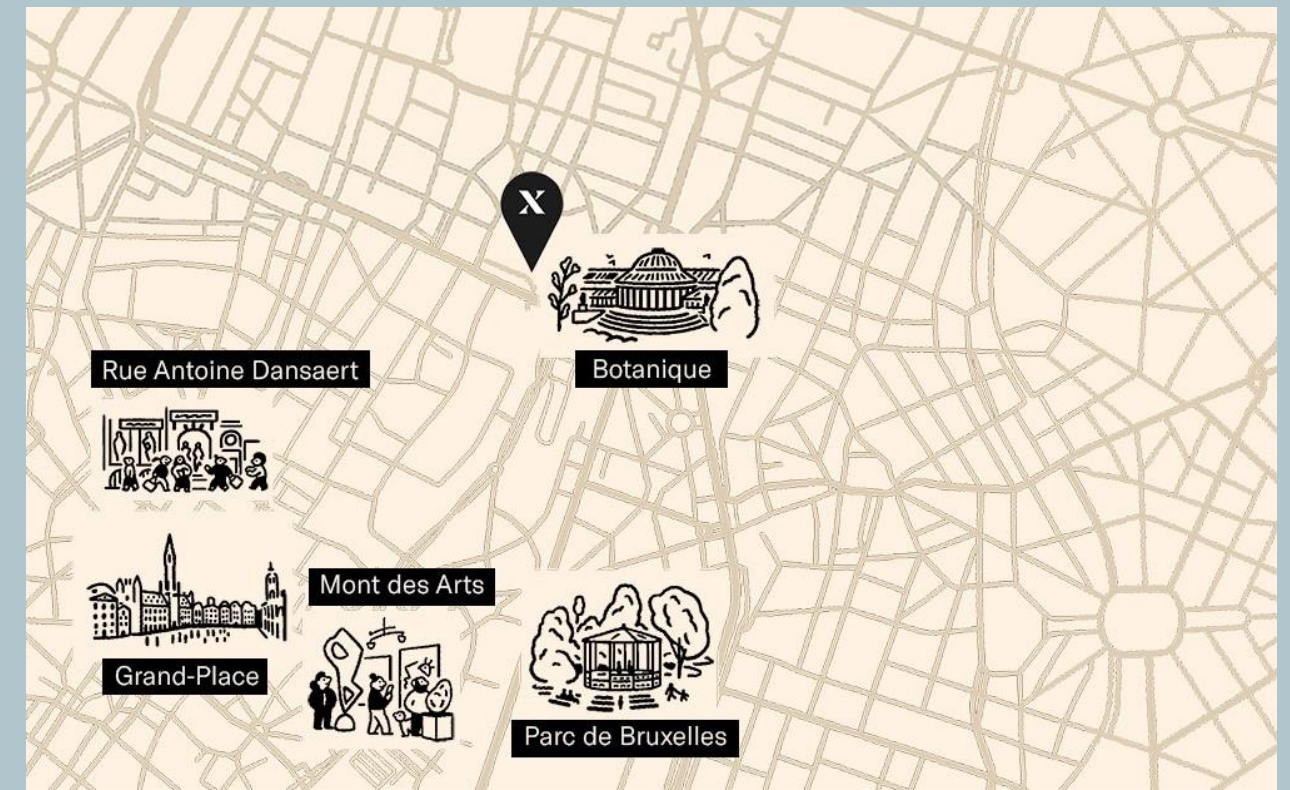 X
Rue Antoine Dansaert
Botanique
Mont des Arts
Grand-Place
Parc de Bruxelles